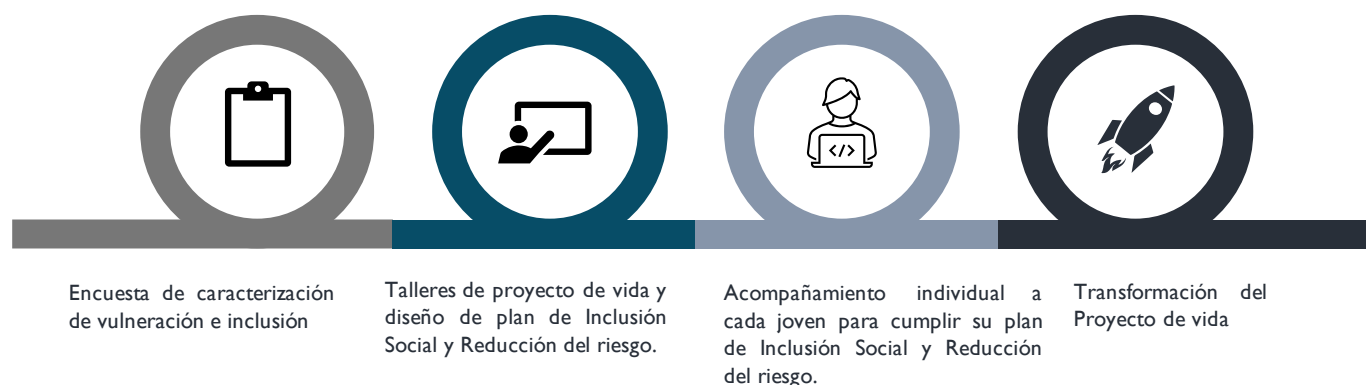 </>
Encuesta de caracterización
de vulneración e inclusión
Talleres de proyecto de vida y
diseño de plan de Inclusión
Social y Reducción del riesgo.
Acompañamiento individual a
cada joven para cumplir su plan
de Inclusión Social y Reducción
del riesgo.
Transformación del
Proyecto de vida